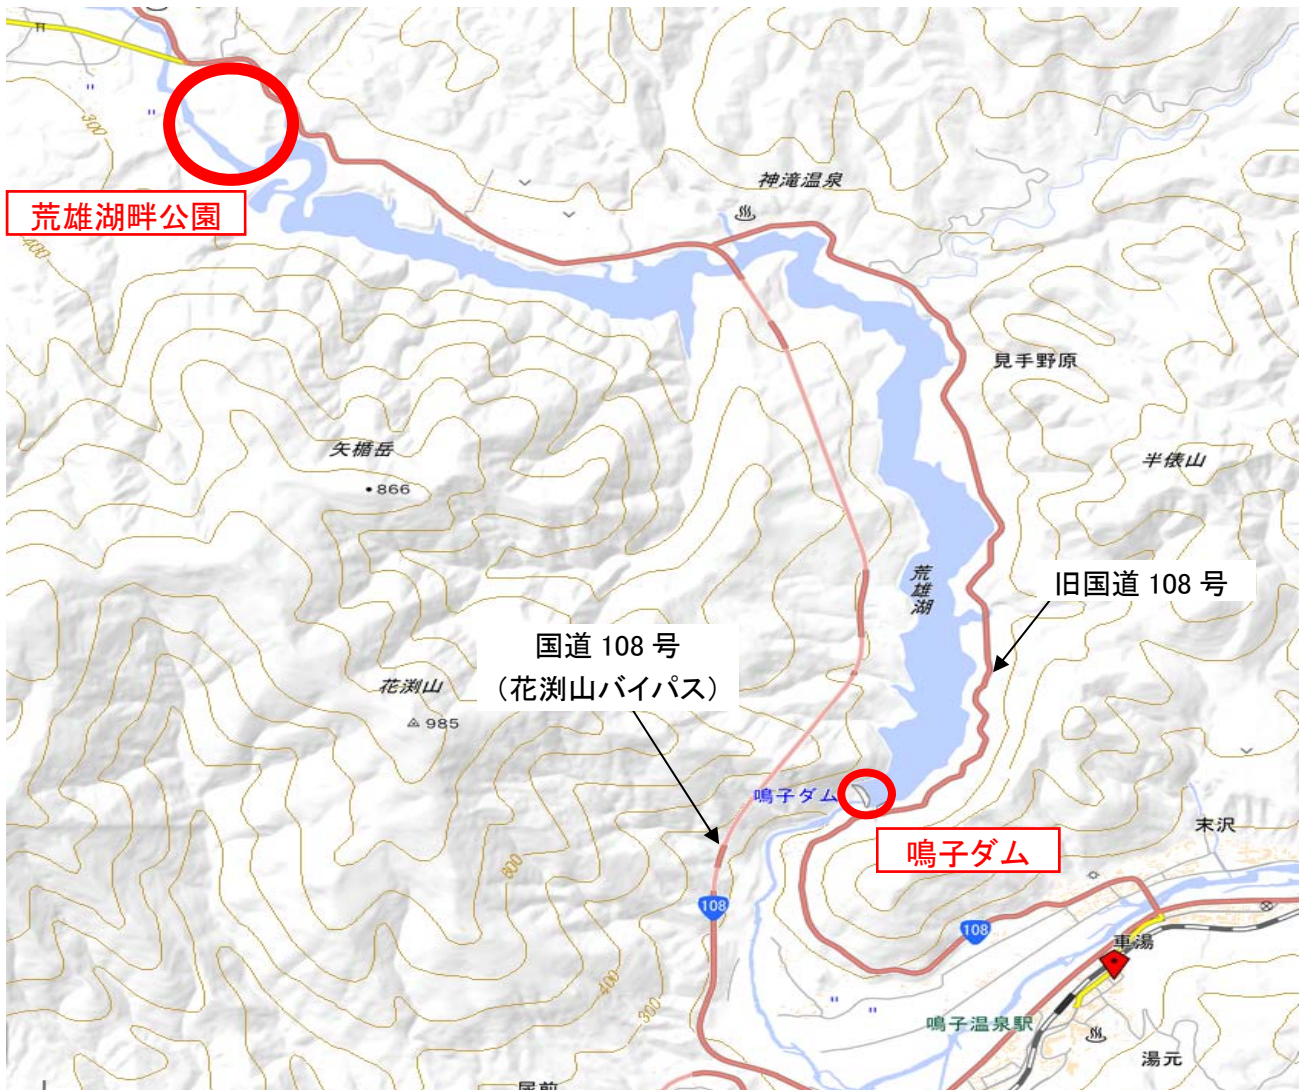 300
荒雄湖畔公園
400
神滝温泉
見手野原
矢楯岳
866
半俵山
荒雄湖
旧国道 108 号
国道 108 号
(花渕山バイパス)
花渕山
985
鳴子ダム
鳴子ダム
末沢
600
108
108
車湯
400
300
鳴子温泉駅
湯元